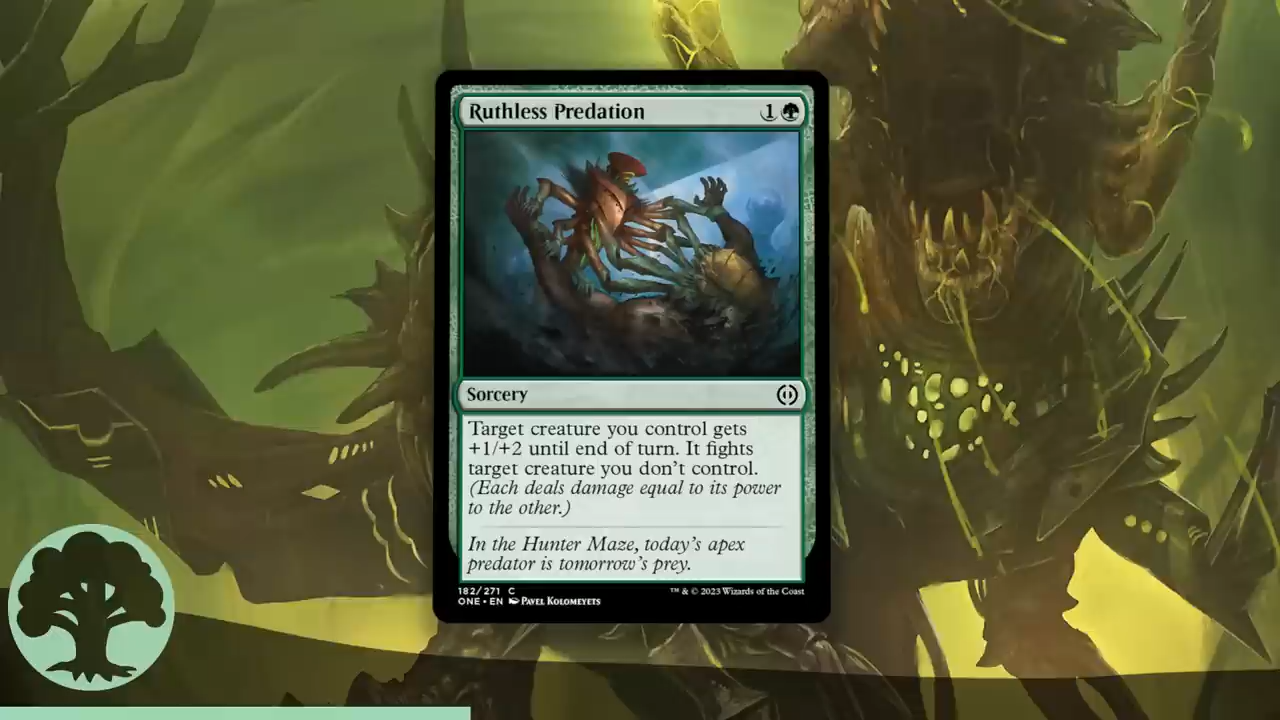 Ruthless Predation 1
Sorcery
Target creature you control gets
+1/+2 until end of turn. It fights
target creature you don't control.
(Each deals damage equal to its power
to the other.)
In the Hunter Maze, today's apex
predator is tomorrow's prey.
182/271 C
ONE • EN Pavel Kolomeyets
™ & © 2023 Wizards of the Coast